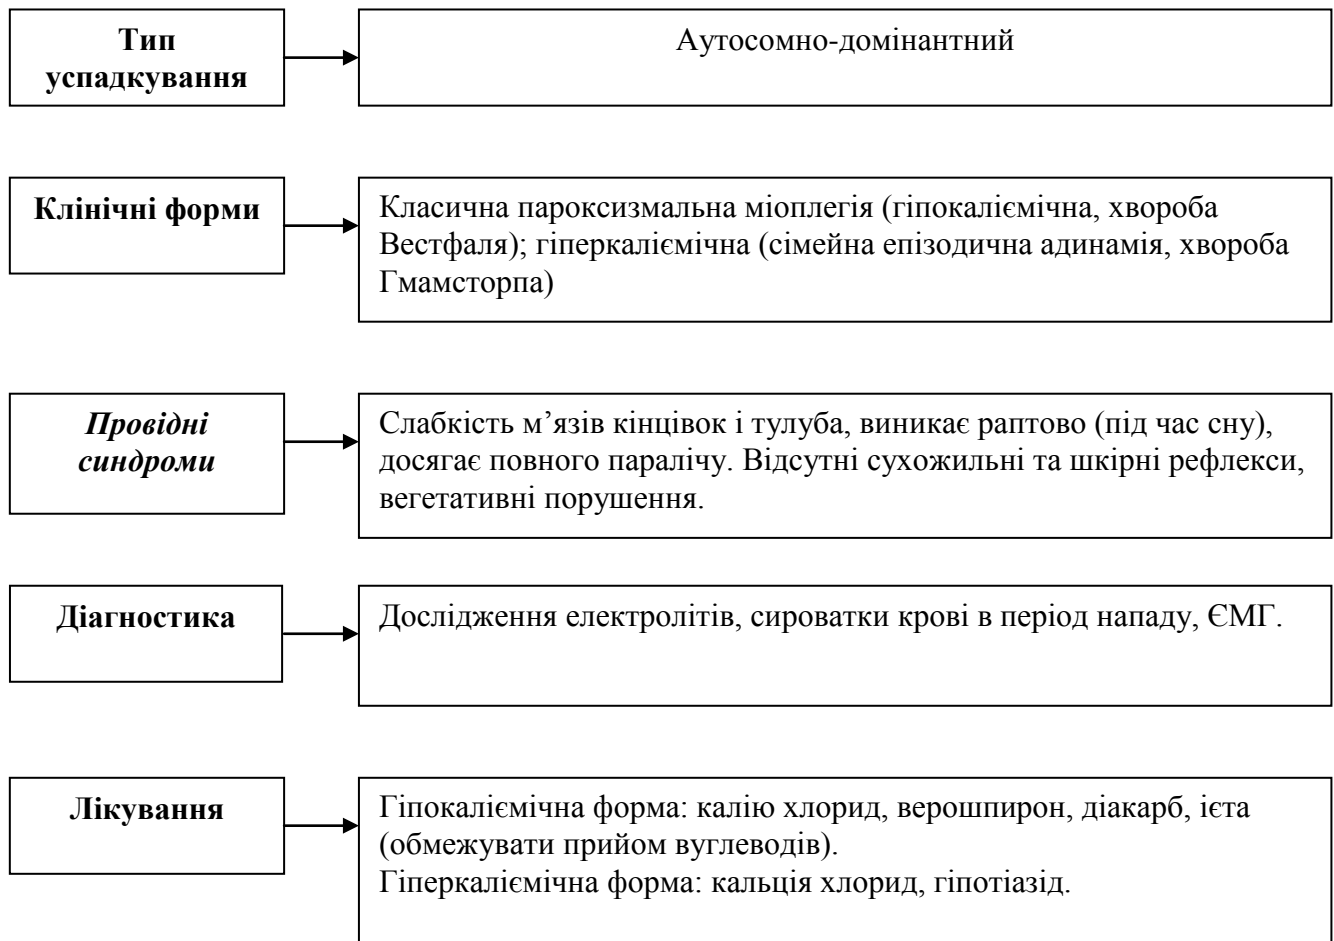 Тип
успадкування
Аутосомно-домінантний
Клінічні форми
Класична пароксизмальна міоплегія (гіпокаліємічна, хвороба
Вестфаля); гіперкаліємічна (сімейна епізодична адинамія, хвороба
Гмамсторпа)
Провідні
синдроми
Слабкість м’язів кінцівок і тулуба, виникає раптово (під час сну),
досягає повного паралічу. Відсутні сухожильні та шкірні рефлекси,
вегетативні порушення.
Діагностика
Дослідження електролітів, сироватки крові в період нападу, ЄМГ.
Лікування
Гіпокаліємічна форма: калію хлорид, верошпирон, діакарб, ієта
(обмежувати прийом вуглеводів).
Гіперкаліємічна форма: кальція хлорид, гіпотіазід.